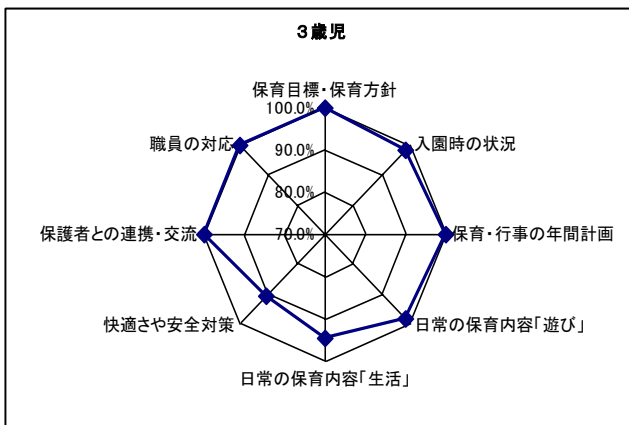 ３歳児
保育目標・保育方針
100.0%
職員の対応
入園時の状況
90.0%
80.0%
保護者との連携・交流
70.0%
保育・行事の年間計画
快適さや安全対策
日常の保育内容「遊び」
日常の保育内容「生活」